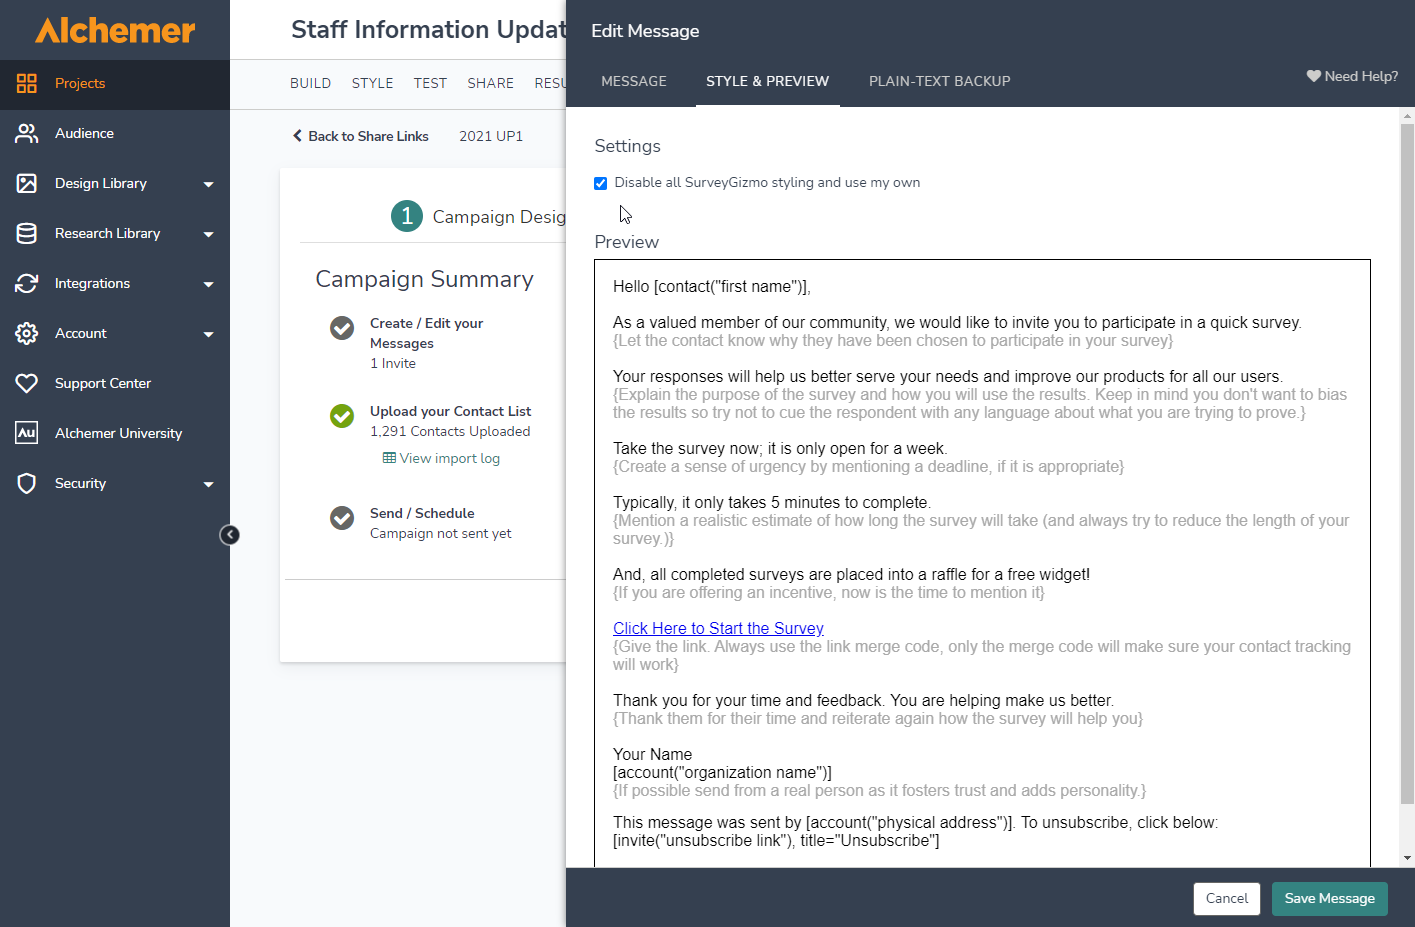 Alchemer
Projects
Audience
Design Library
Research Library
Integrations
Account
Support Center
Au
Alchemer University
Security
Staff Information Updat
BUILD STYLE TEST SHARE RESU
Back to Share Links 2021 UP1
1 Campaign Desig
Campaign Summary
Create / Edit your
Messages
1 Invite
Upload your Contact List
1,291 Contacts Uploaded
View import log
Send / Schedule
Campaign not sent yet
Edit Message
MESSAGE STYLE & PREVIEW PLAIN-TEXT BACKUP
Need Help?
Settings
Disable all SurveyGizmo styling and use my own
Preview
Hello [contact("first name")],
As a valued member of our community, we would like to invite you to participate in a quick survey.
{Let the contact know why they have been chosen to participate in your survey}
Your responses will help us better serve your needs and improve our products for all our users.
{Explain the purpose of the survey and how you will use the results. Keep in mind you don't want to bias
the results so try not to cue the respondent with any language about what you are trying to prove.}
Take the survey now; it is only open for a week.
{Create a sense of urgency by mentioning a deadline, if it is appropriate}
Typically, it only takes 5 minutes to complete.
{Mention a realistic estimate of how long the survey will take (and always try to reduce the length of your
survey.)}
And, all completed surveys are placed into a raffle for a free widget!
{If you are offering an incentive, now is the time to mention it}
Click Here to Start the Survey
{Give the link. Always use the link merge code, only the merge code will make sure your contact tracking
will work}
Thank you for your time and feedback. You are helping make us better.
{Thank them for their time and reiterate again how the survey will help you}
Your Name
[account("organization name")]
{If possible send from a real person as it fosters trust and adds personality.}
This message was sent by [account("physical address")]. To unsubscribe, click below:
[invite("unsubscribe link"), title="Unsubscribe"]
Cancel Save Message